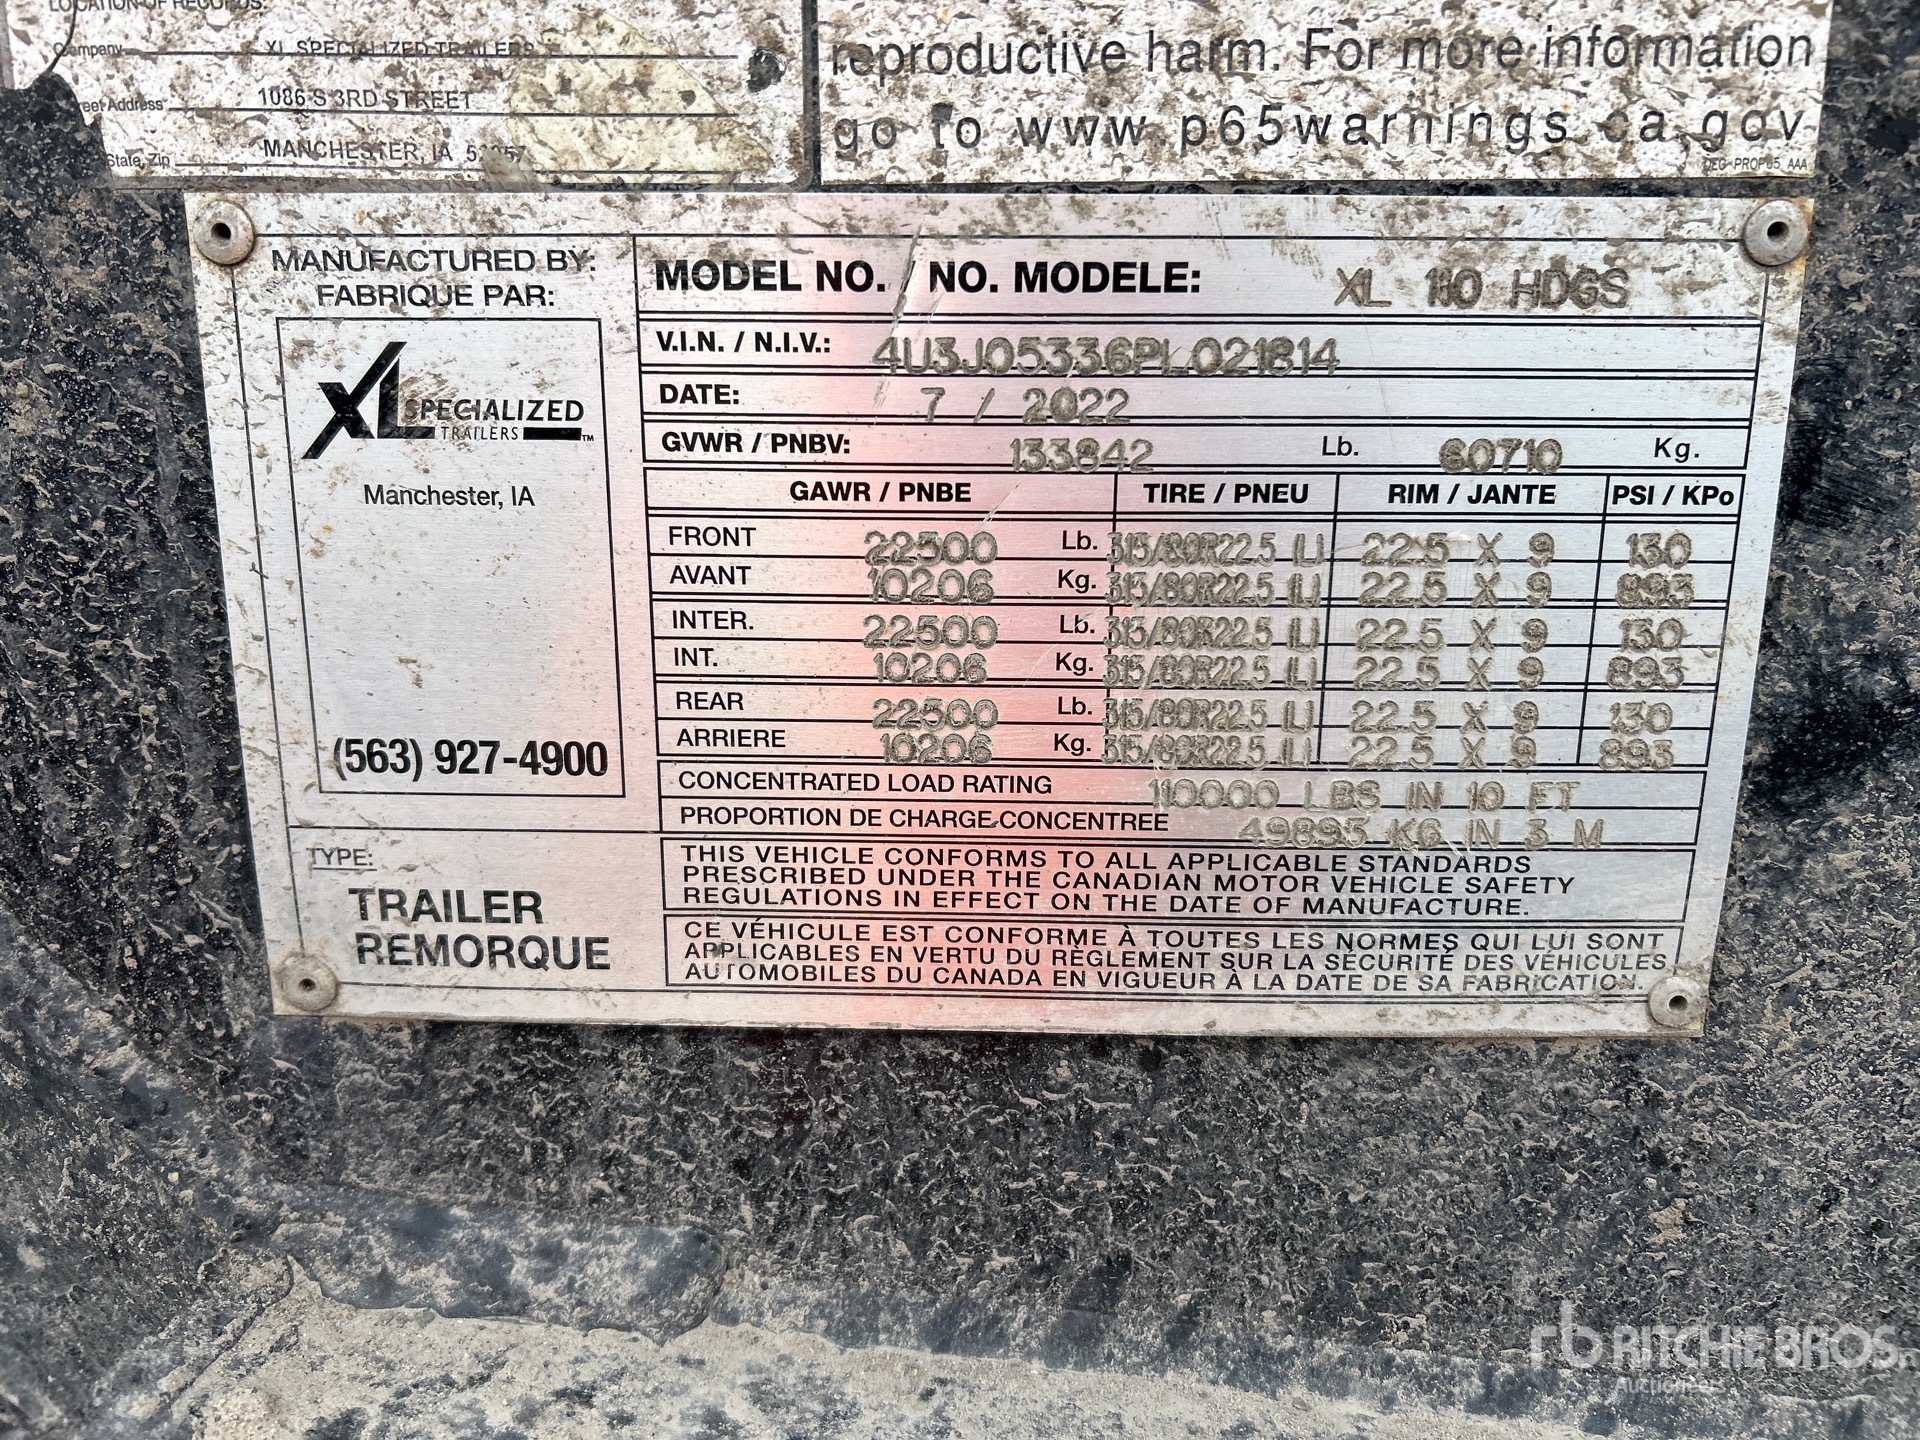 LOCATION OF RECORDS:
Company XL SPECIALIZED TRAILERS
Address 1086 S 3RD STREET
State, Zip MANCHESTER, IA
reproductive harm. For more information
go to www.p65warnings.ca.gov
MANUFACTURED BY:
FABRIQUE PAR:
XL SPECIALIZED
TRAILERS ™
Manchester, IA
(563) 927-4900
TYPE:
TRAILER
REMORQUE
MODEL NO. / NO. MODELE: XL 110 HDGS
V.I.N. / N.I.V.: 4U3J05336PL021814
DATE: 7 / 2022
GVWR / PNBV: 133842 Lb. 60710 Kg.
GAWR / PNBE TIRE / PNEU RIM / JANTE PSI / KPo
FRONT 22500 Lb. 315/80R22.5 (L) 22.5 X 9 130
AVANT 10206 Kg. 315/80R22.5 (L) 22.5 X 9 893
INTER. 22500 Lb. 315/80R22.5 (L) 22.5 X 9 130
INT. 10206 Kg. 315/80R22.5 (L) 22.5 X 9 893
REAR 22500 Lb. 315/80R22.5 (L) 22.5 X 9 130
ARRIERE 10206 Kg. 315/80R22.5 (L) 22.5 X 9 893
CONCENTRATED LOAD RATING 110000 LBS IN 10 FT
PROPORTION DE CHARGE CONCENTREE 49895 KG IN 3 M
THIS VEHICLE CONFORMS TO ALL APPLICABLE STANDARDS
PRESCRIBED UNDER THE CANADIAN MOTOR VEHICLE SAFETY
REGULATIONS IN EFFECT ON THE DATE OF MANUFACTURE.
CE VÉHICULE EST CONFORME À TOUTES LES NORMES QUI LUI SONT
APPLICABLES EN VERTU DU RÈGLEMENT SUR LA SÉCURITÉ DES VÉHICULES
AUTOMOBILES DU CANADA EN VIGUEUR À LA DATE DE SA FABRICATION.
rb RITCHIE BROS.
Auctioneers